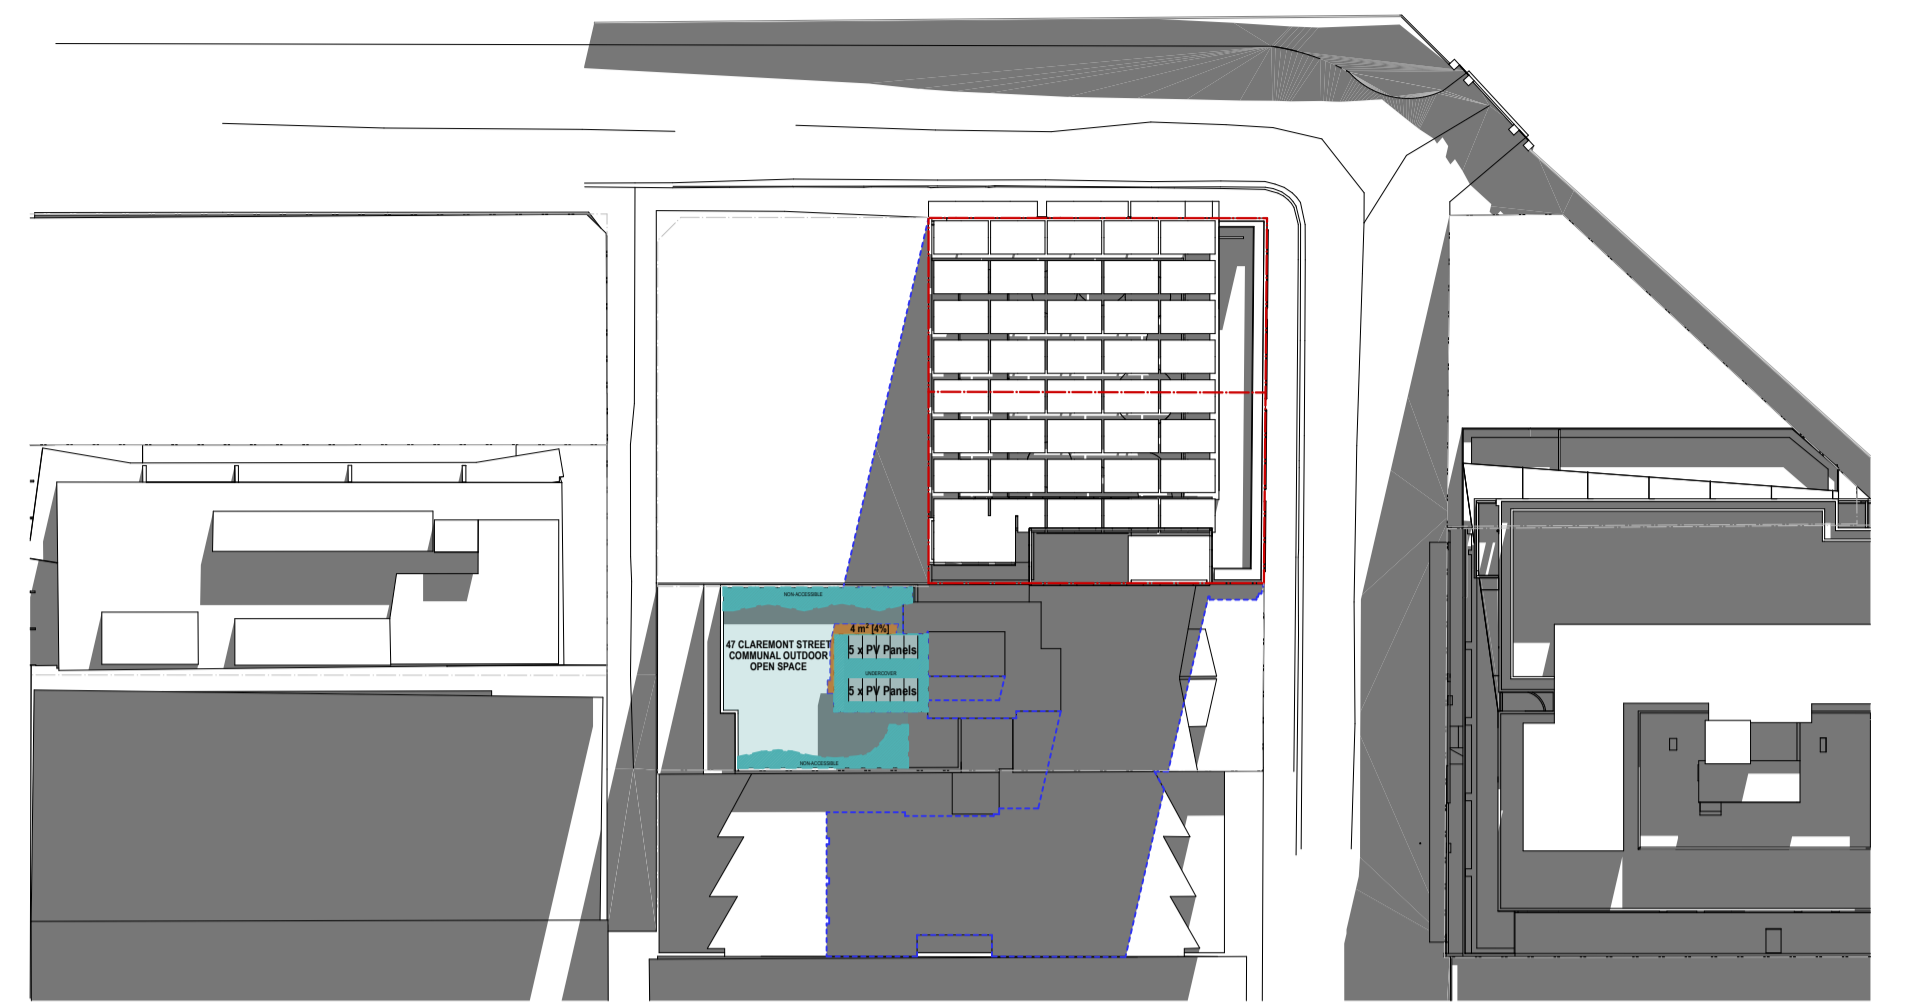 NON-ACCESSIBLE
4 m² [4%]
47 CLAREMONT STREET
COMMUNAL OUTDOOR
OPEN SPACE
5 x PV Panels
UNDERCOVER
5 x PV Panels
NON-ACCESSIBLE